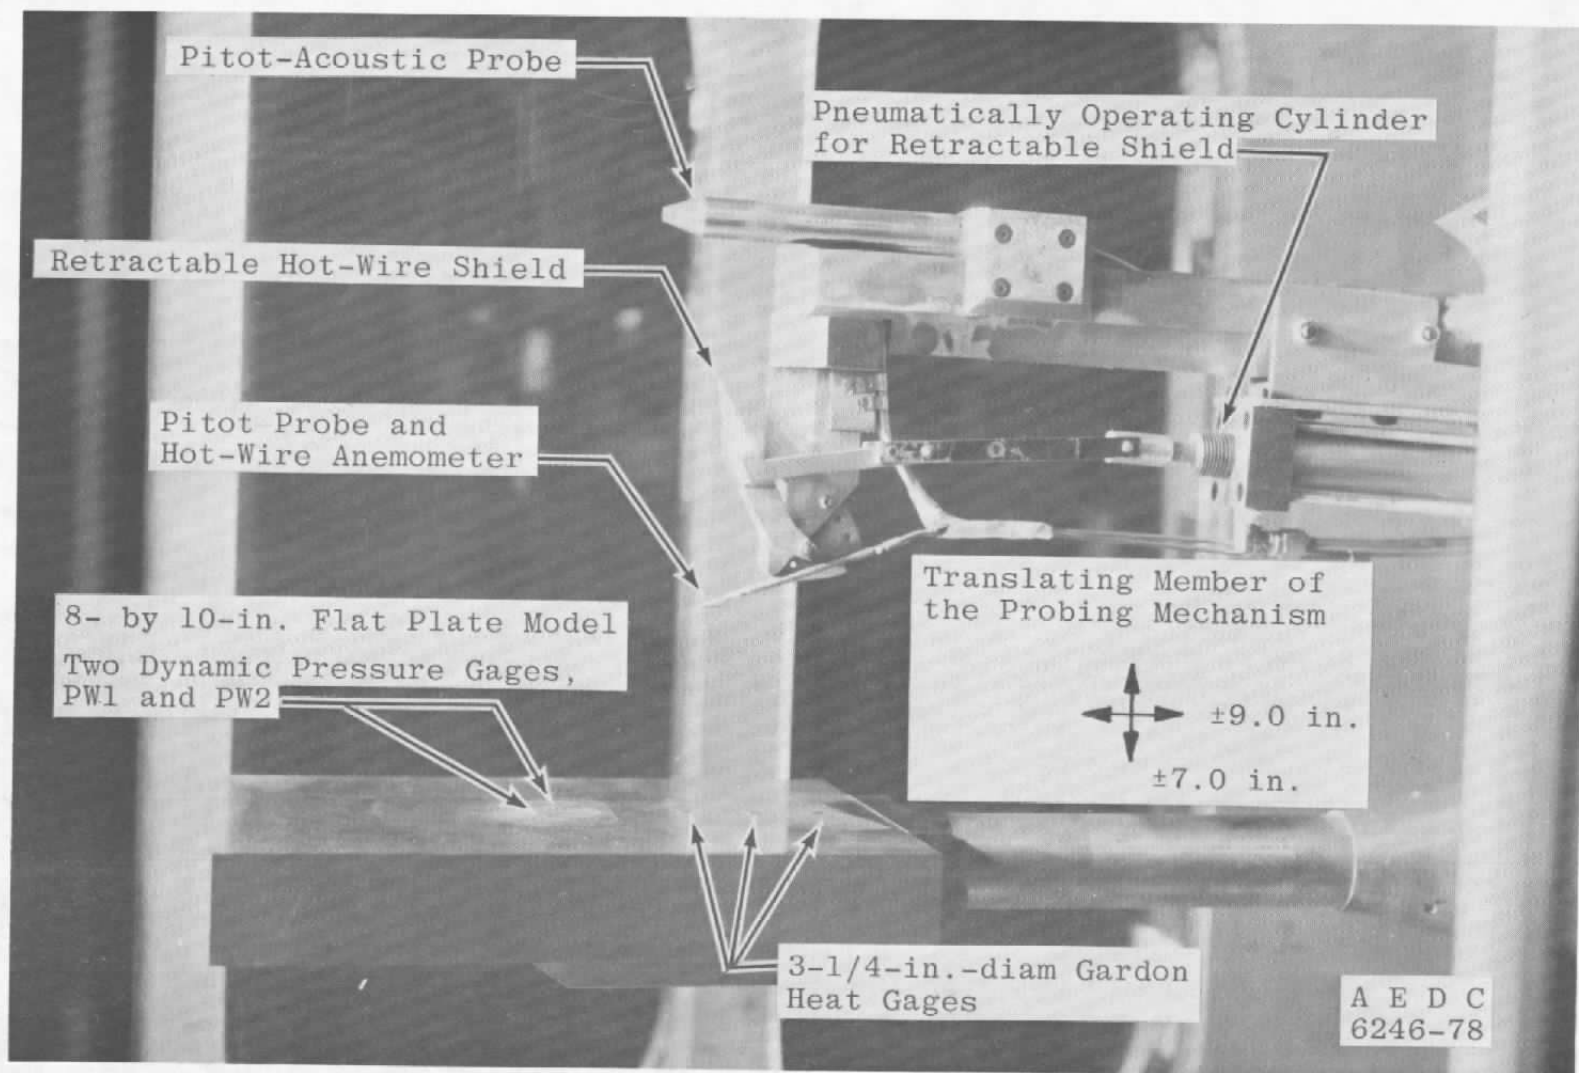 Pitot-Acoustic Probe
Pneumatically Operating Cylinder
for Retractable Shield
Retractable Hot-Wire Shield
Pitot Probe and
Hot-Wire Anemometer
Translating Member of
the Probing Mechanism
±9.0 in.
±7.0 in.
8- by 10-in. Flat Plate Model
Two Dynamic Pressure Gages,
PW1 and PW2
3-1/4-in.-diam Gardon
Heat Gages
A E D C
6246-78